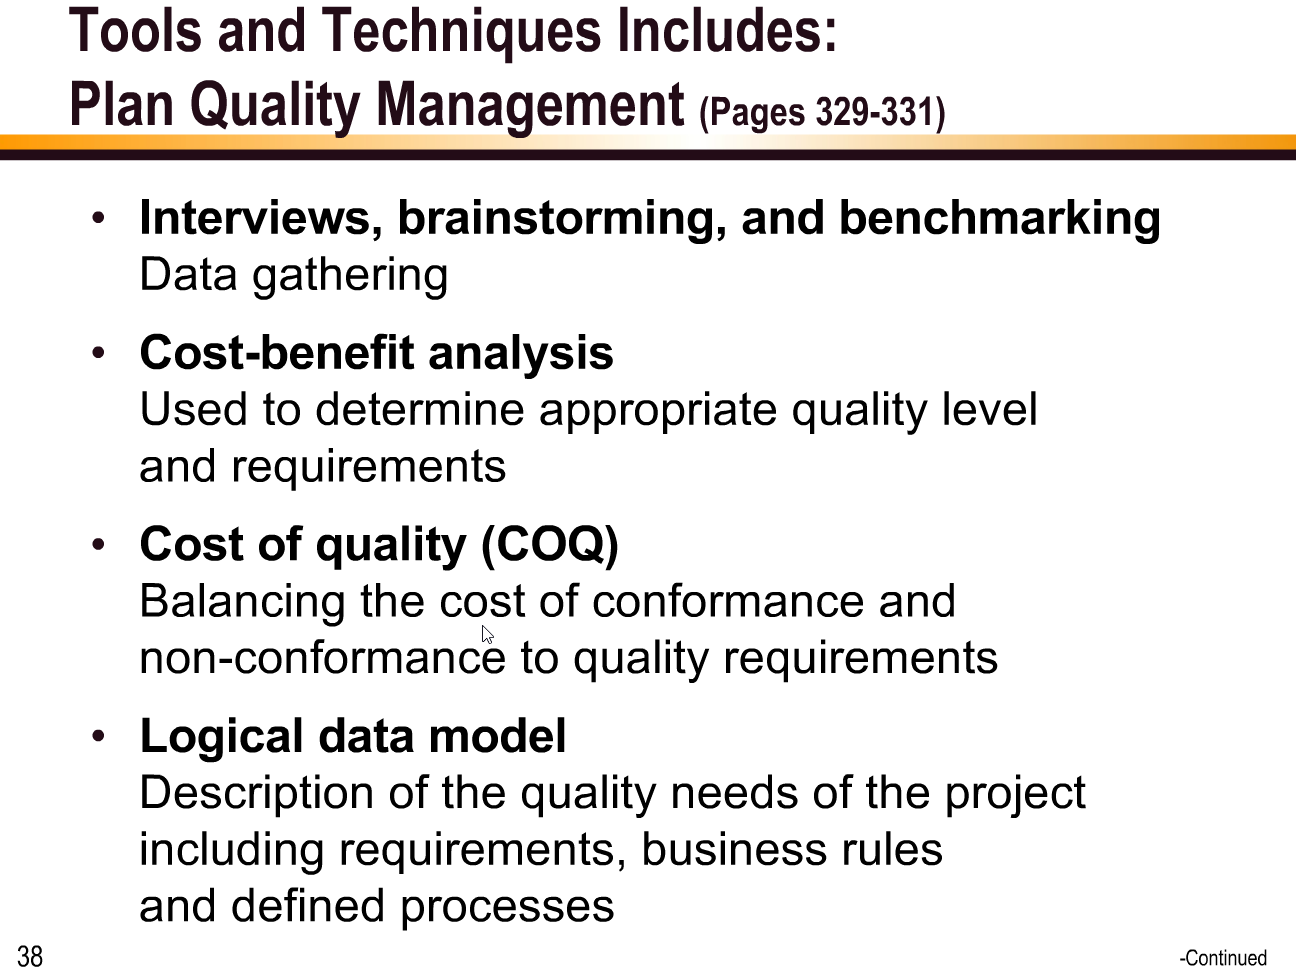 Tools and Techniques Includes:
Plan Quality Management (Pages 329-331)
• Interviews, brainstorming, and benchmarking
Data gathering
• Cost-benefit analysis
Used to determine appropriate quality level
and requirements
• Cost of quality (COQ)
Balancing the cost of conformance and
non-conformance to quality requirements
• Logical data model
Description of the quality needs of the project
including requirements, business rules
and defined processes
38
-Continued